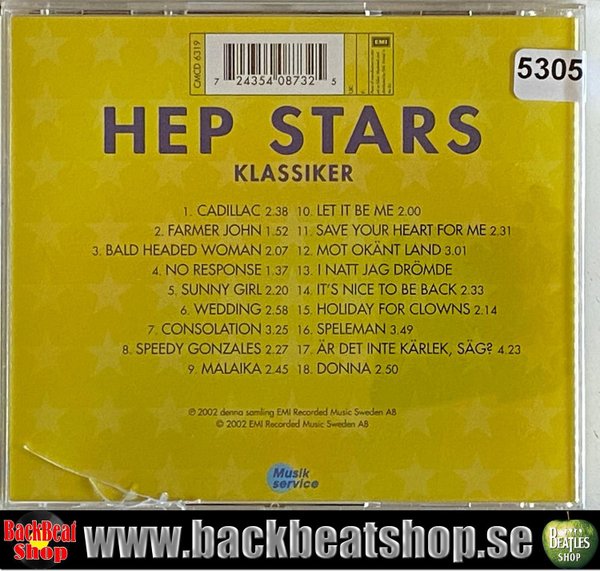 CMCD 6319
EMI
7 24354 08732 5
5305
HEP STARS
KLASSIKER
1. CADILLAC 2.38
2. FARMER JOHN 1.52
3. BALD HEADED WOMAN 2.07
4. NO RESPONSE 1.37
5. SUNNY GIRL 2.20
6. WEDDING 2.58
7. CONSOLATION 3.25
8. SPEEDY GONZALES 2.27
9. MALAIKA 2.45
10. LET IT BE ME 2.00
11. SAVE YOUR HEART FOR ME 2.31
12. MOT OKÄNT LAND 3.01
13. I NATT JAG DRÖMDE 2.37
14. IT'S NICE TO BE BACK 2.33
15. HOLIDAY FOR CLOWNS 2.14
16. SPELEMAN 3.49
17. ÄR DET INTE KÄRLEK, SÄG? 4.23
18. DONNA 2.50
℗ 2002 denna samling EMI Recorded Music Sweden AB
© 2002 EMI Recorded Music Sweden AB
Musik
service
BackBeat
Shop
www.backbeatshop.se
BEATLES
SHOP